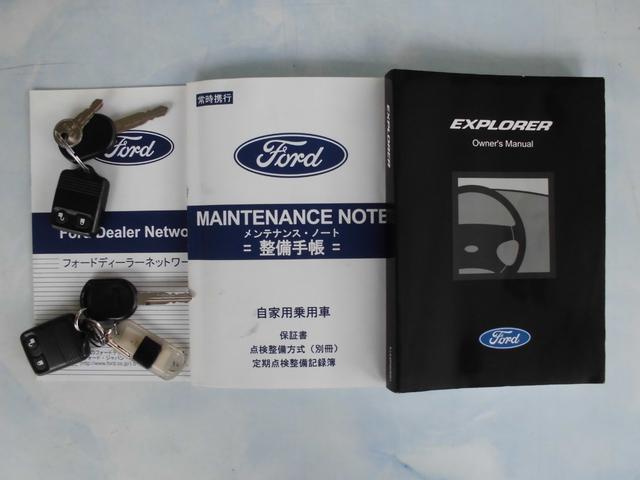 Ford
Ford Dealer Netwo
フォードディーラーネットワー
常時携行
Ford
MAINTENANCE NOTE
メンテナンス・ノート
= 整備手帳 =
自家用乗用車
保証書
点検整備方式（別冊）
定期点検整備記録簿
EXPLORER
EXPLORER
Owner's Manual
Ford